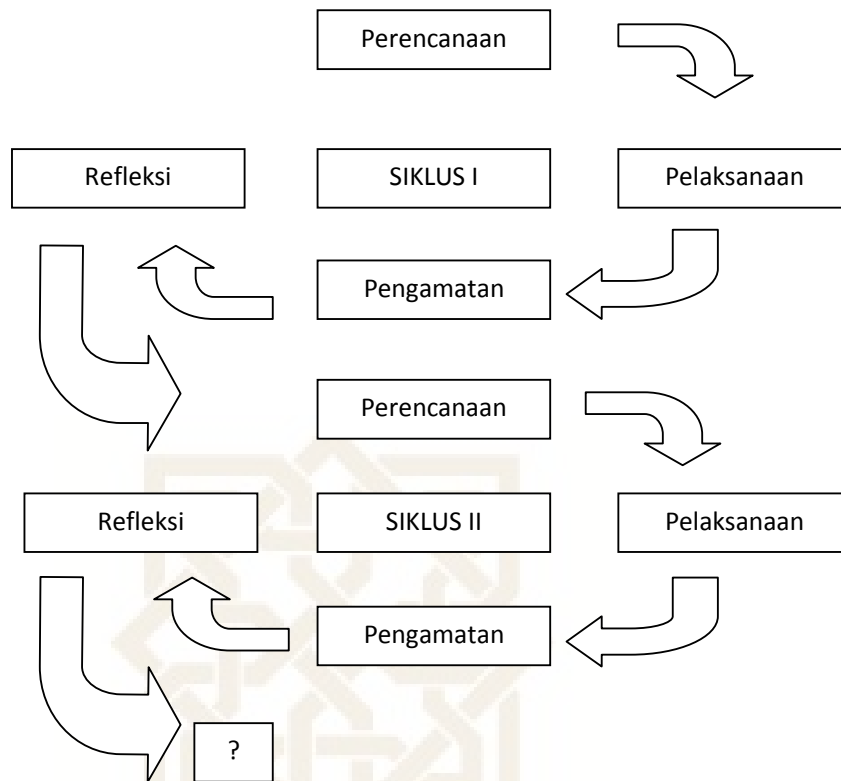 Perencanaan
Refleksi
SIKLUS I
Pelaksanaan
Pengamatan
Perencanaan
Refleksi
SIKLUS II
Pelaksanaan
Pengamatan
?